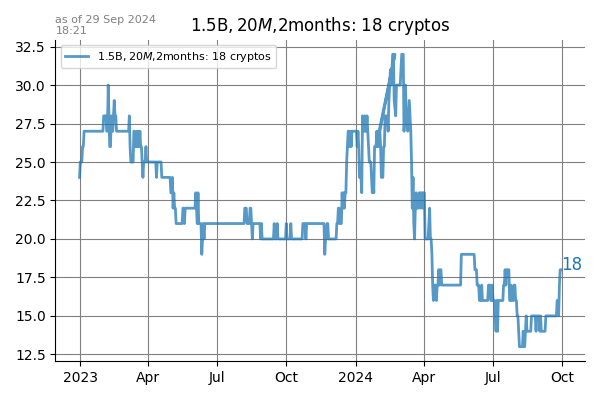 as of 29 Sep 2024
18:21
1.5B, 20M,2months: 18 cryptos
1.5B, 20M,2months: 18 cryptos
32.5
30.0
27.5
25.0
22.5
20.0
17.5
15.0
12.5
18
2023 Apr Jul Oct 2024 Apr Jul Oct